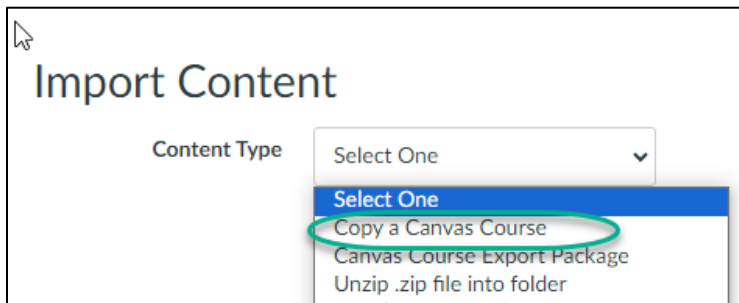 Import Content
Content Type Select One
Select One
Copy a Canvas Course
Canvas Course Export Package
Unzip .zip file into folder